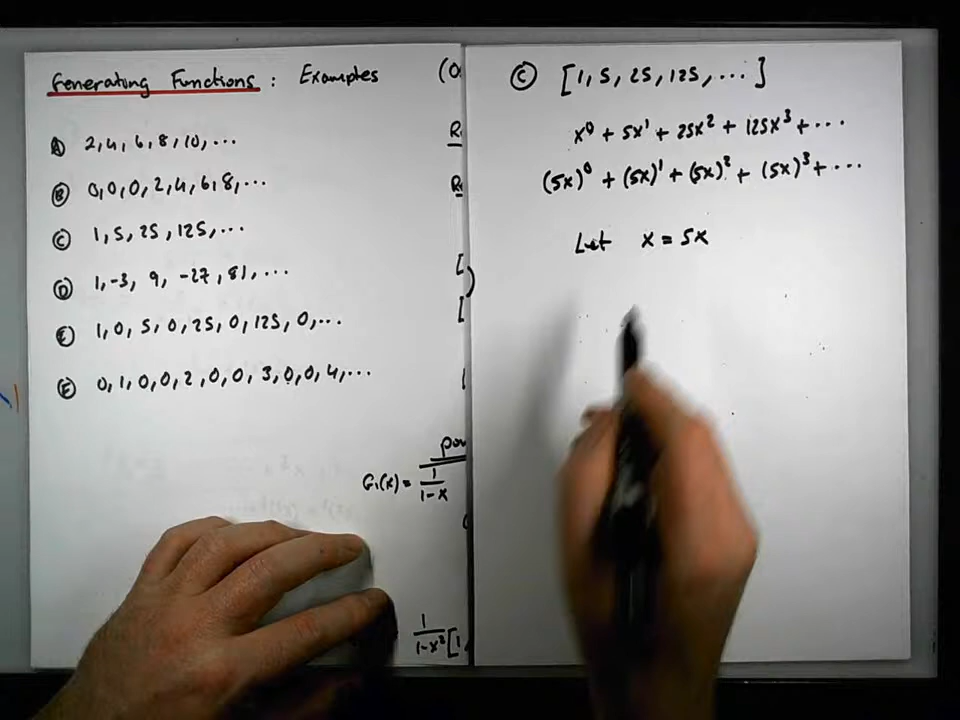 Generating Functions : Examples (0
A 2, 4, 6, 8, 10, ...
B 0, 0, 0, 2, 4, 6, 8, ...
C 1, 5, 25, 125, ...
D 1, -3, 9, -27, 81, ...
E 1, 0, 5, 0, 25, 0, 125, 0, ...
F 0, 1, 0, 0, 2, 0, 0, 3, 0, 0, 4, ...
G₁(x) = 1/(1-x)
1/(1-x²) [1,
C [1, 5, 25, 125, ...]
x⁰ + 5x¹ + 25x² + 125x³ + ...
(5x)⁰ + (5x)¹ + (5x)² + (5x)³ + ...
Let x = 5x